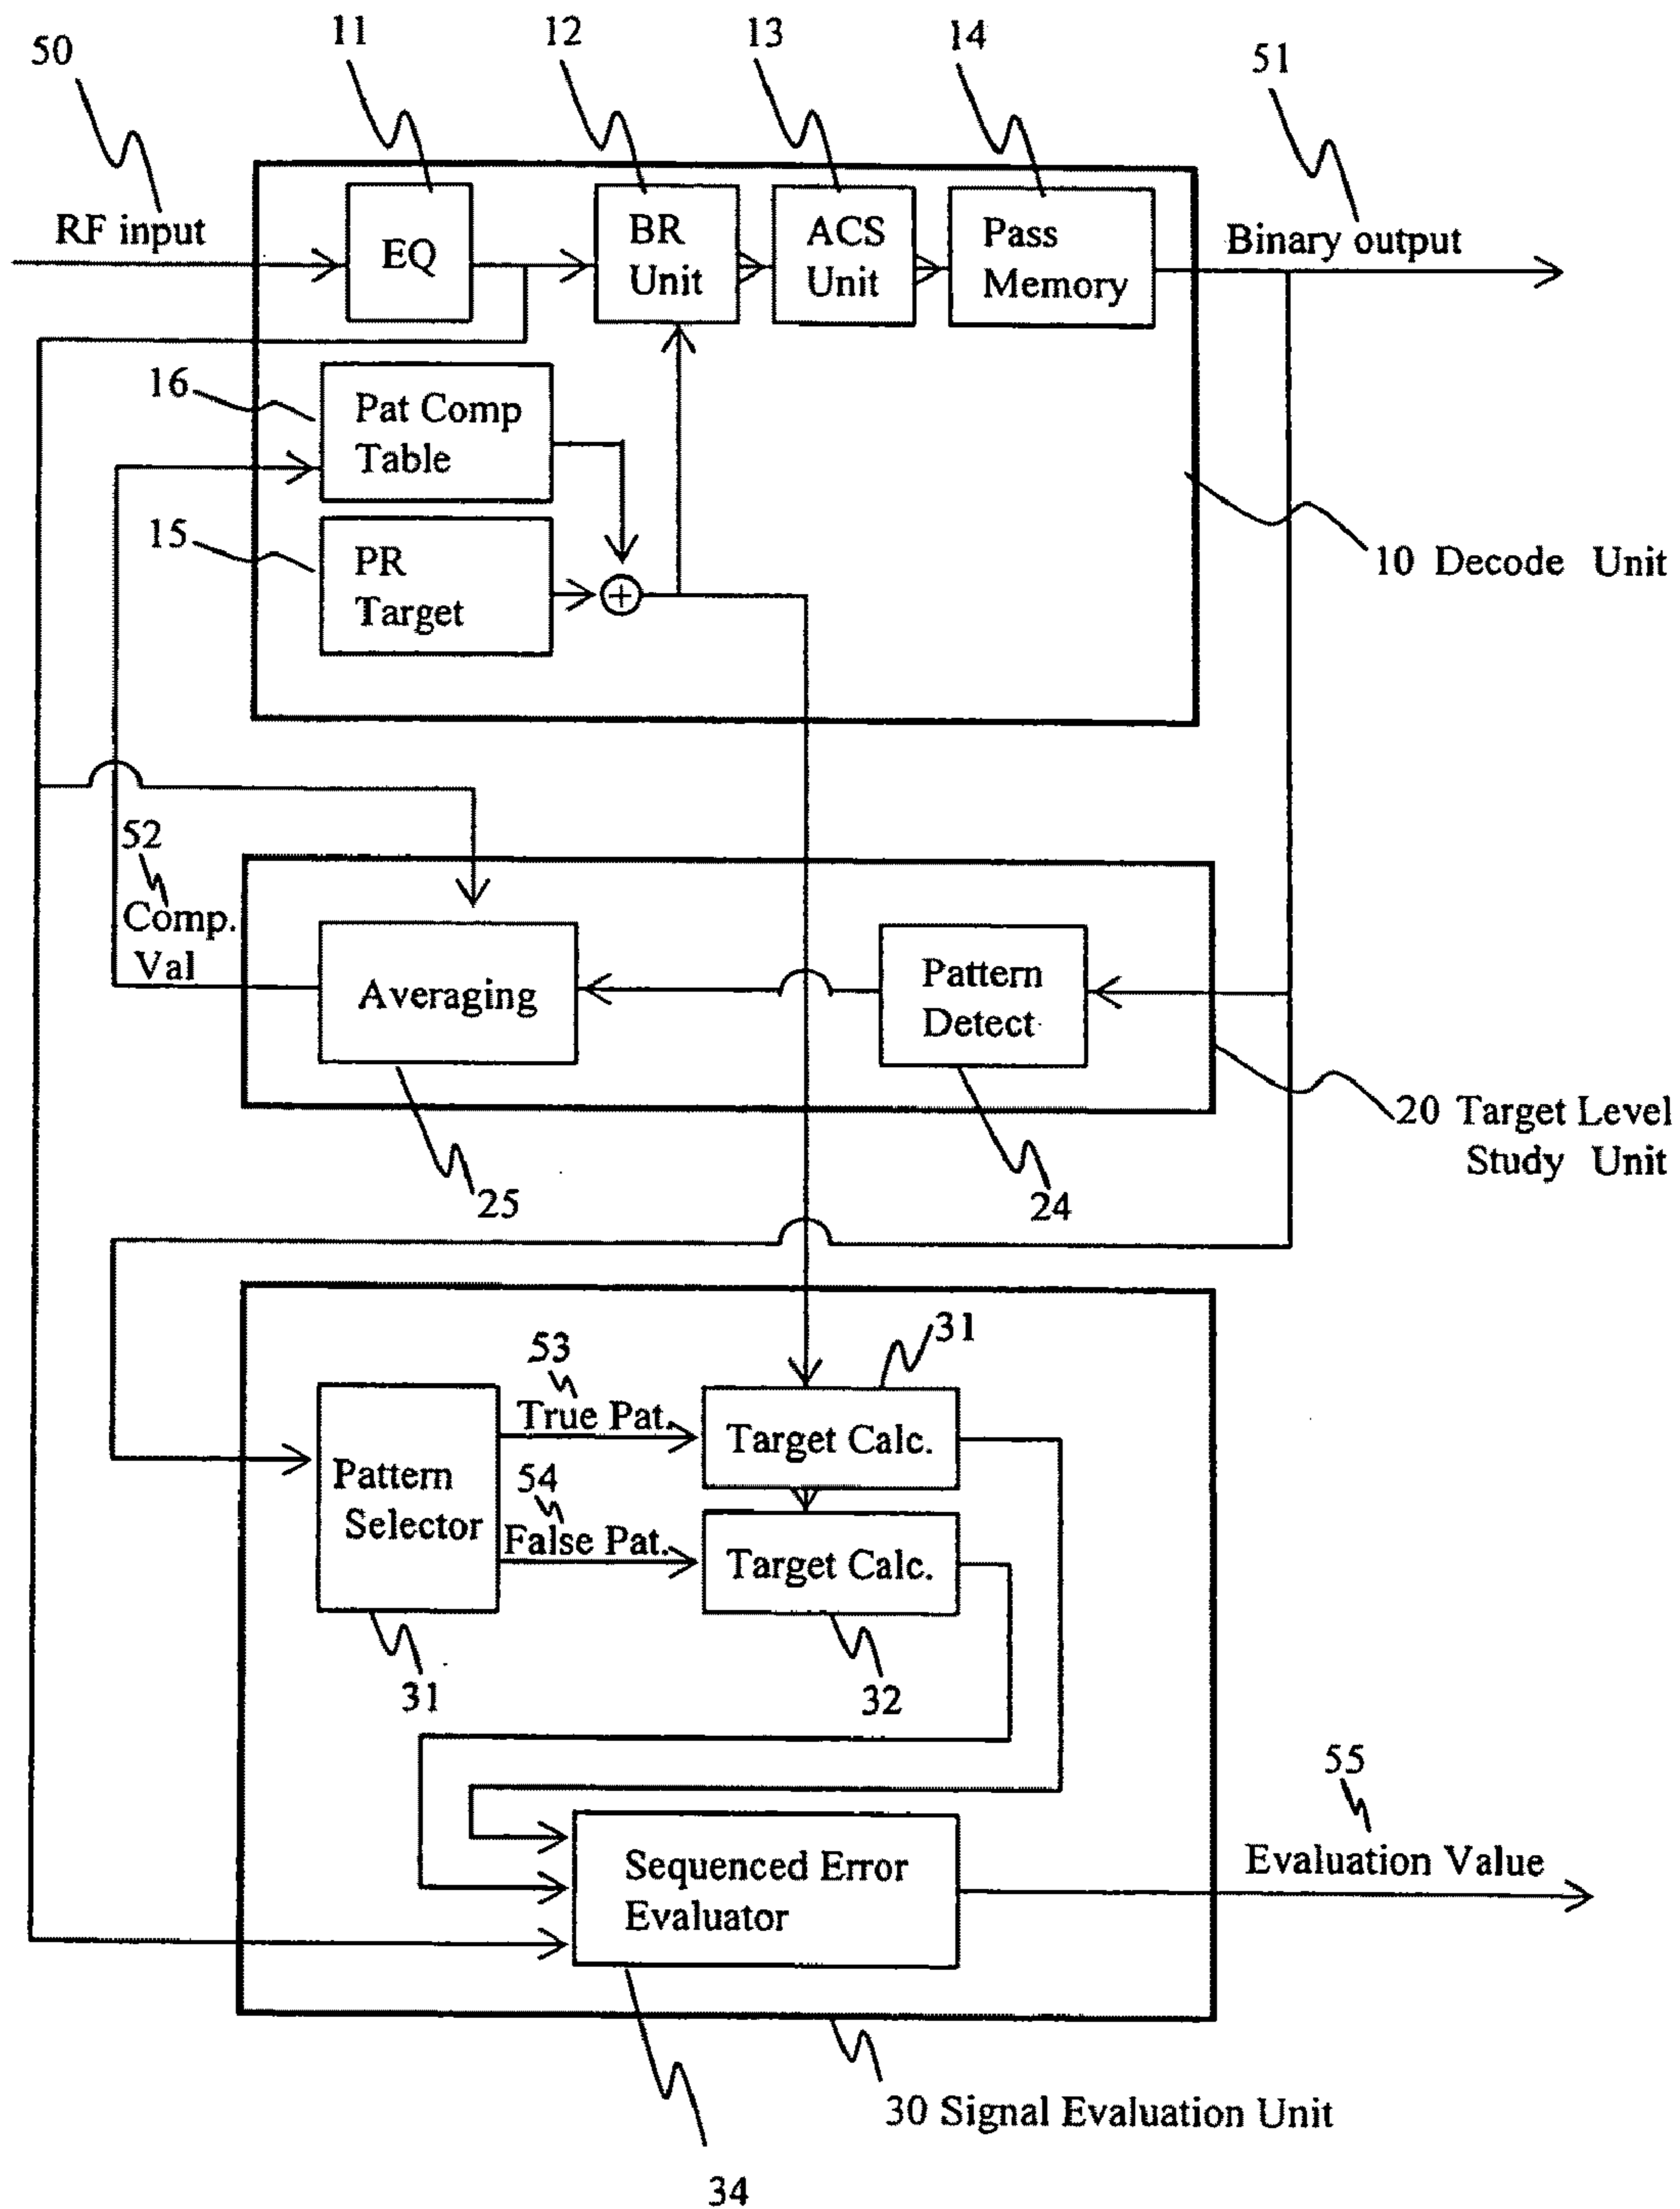 50
11
12
13
14
51
RF input
EQ
BR
Unit
ACS
Unit
Pass
Memory
Binary output
16
Pat Comp
Table
15
PR
Target
+
10 Decode Unit
52
Comp.
Val
Averaging
Pattern
Detect
20 Target Level
Study Unit
25
24
53
True Pat.
31
Target Calc.
Pattern
Selector
54
False Pat.
Target Calc.
31
32
55
Evaluation Value
Sequenced Error
Evaluator
30 Signal Evaluation Unit
34